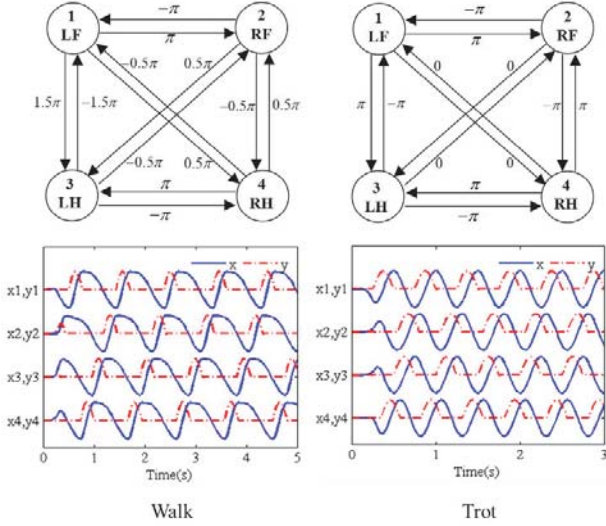 1
LF
2
RF
3
LH
4
RH
−π
π
−0.5π
0.5π
1.5π
−1.5π
−0.5π
0.5π
−0.5π
0.5π
π
−π
1
LF
2
RF
3
LH
4
RH
−π
π
0
0
π
−π
−π
π
0
0
π
−π
x
y
x1,y1
x2,y2
x3,y3
x4,y4
0
1
2
3
4
5
Time(s)
Walk
x
y
x1,y1
x2,y2
x3,y3
x4,y4
0
1
2
3
Time(s)
Trot